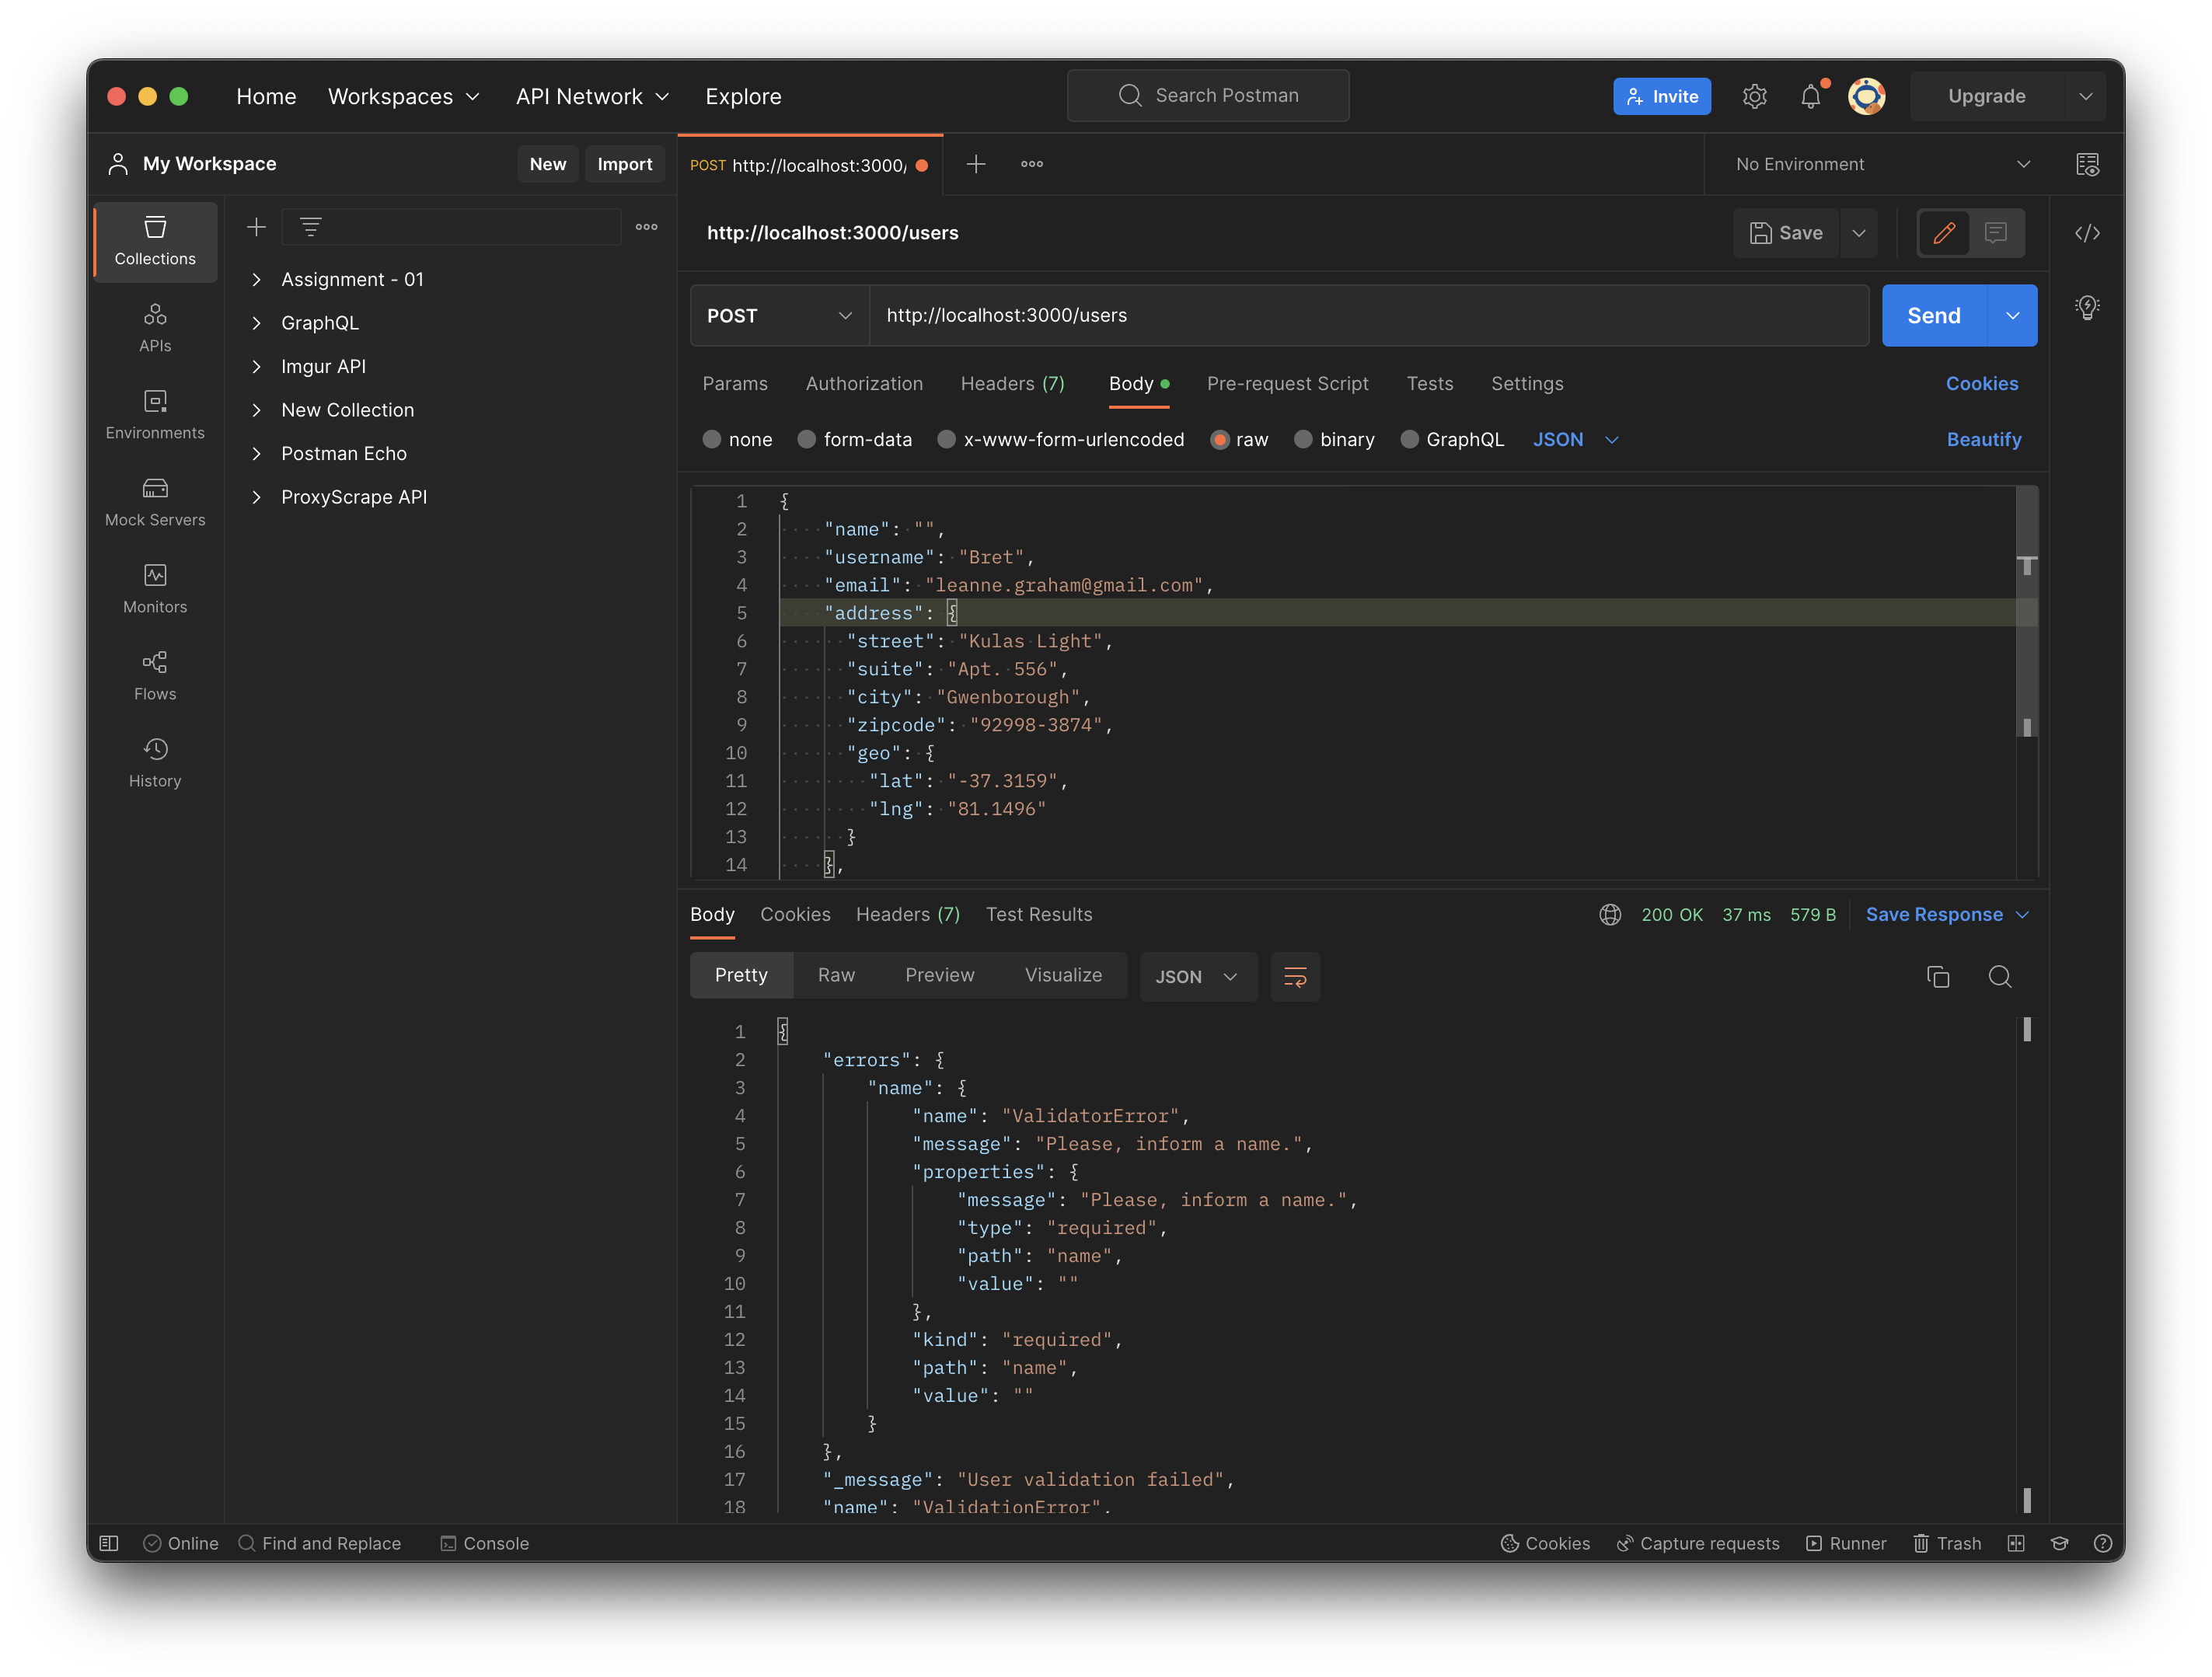 Home Workspaces API Network Explore Search Postman Invite Upgrade
My Workspace New Import
POST http://localhost:3000/ No Environment
Collections
APIs
Environments
Mock Servers
Monitors
Flows
History
Assignment - 01
GraphQL
Imgur API
New Collection
Postman Echo
ProxyScrape API
http://localhost:3000/users Save
POST http://localhost:3000/users Send
Params Authorization Headers (7) Body Pre-request Script Tests Settings Cookies
none form-data x-www-form-urlencoded raw binary GraphQL JSON Beautify
1 {
2 "name": "",
3 "username": "Bret",
4 "email": "leanne.graham@gmail.com",
5 "address": {
6 "street": "Kulas Light",
7 "suite": "Apt. 556",
8 "city": "Gwenborough",
9 "zipcode": "92998-3874",
10 "geo": {
11 "lat": "-37.3159",
12 "lng": "81.1496"
13 }
14 },
Body Cookies Headers (7) Test Results 200 OK 37 ms 579 B Save Response
Pretty Raw Preview Visualize JSON
1 {
2 "errors": {
3 "name": {
4 "name": "ValidatorError",
5 "message": "Please, inform a name.",
6 "properties": {
7 "message": "Please, inform a name.",
8 "type": "required",
9 "path": "name",
10 "value": ""
11 },
12 "kind": "required",
13 "path": "name",
14 "value": ""
15 }
16 },
17 "_message": "User validation failed",
18 "name": "ValidationError",
Online Find and Replace Console Cookies Capture requests Runner Trash